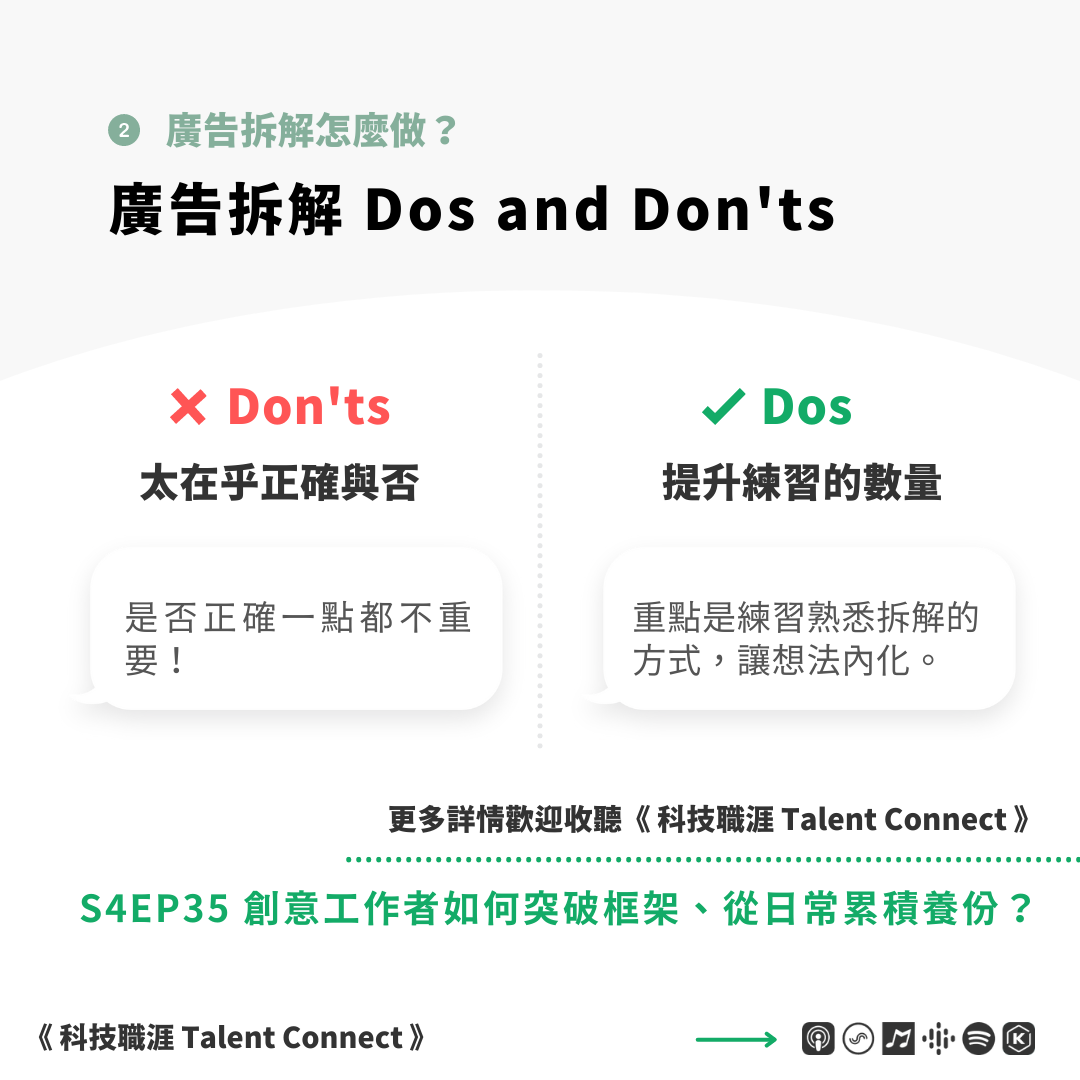 2 廣告拆解怎麼做？
廣告拆解 Dos and Don'ts
Don'ts
太在乎正確與否
是否正確一點都不重
要！
Dos
提升練習的數量
重點是練習熟悉拆解的
方式，讓想法內化。
更多詳情歡迎收聽《 科技職涯 Talent Connect 》
S4EP35 創意工作者如何突破框架、從日常累積養份？
《 科技職涯 Talent Connect 》